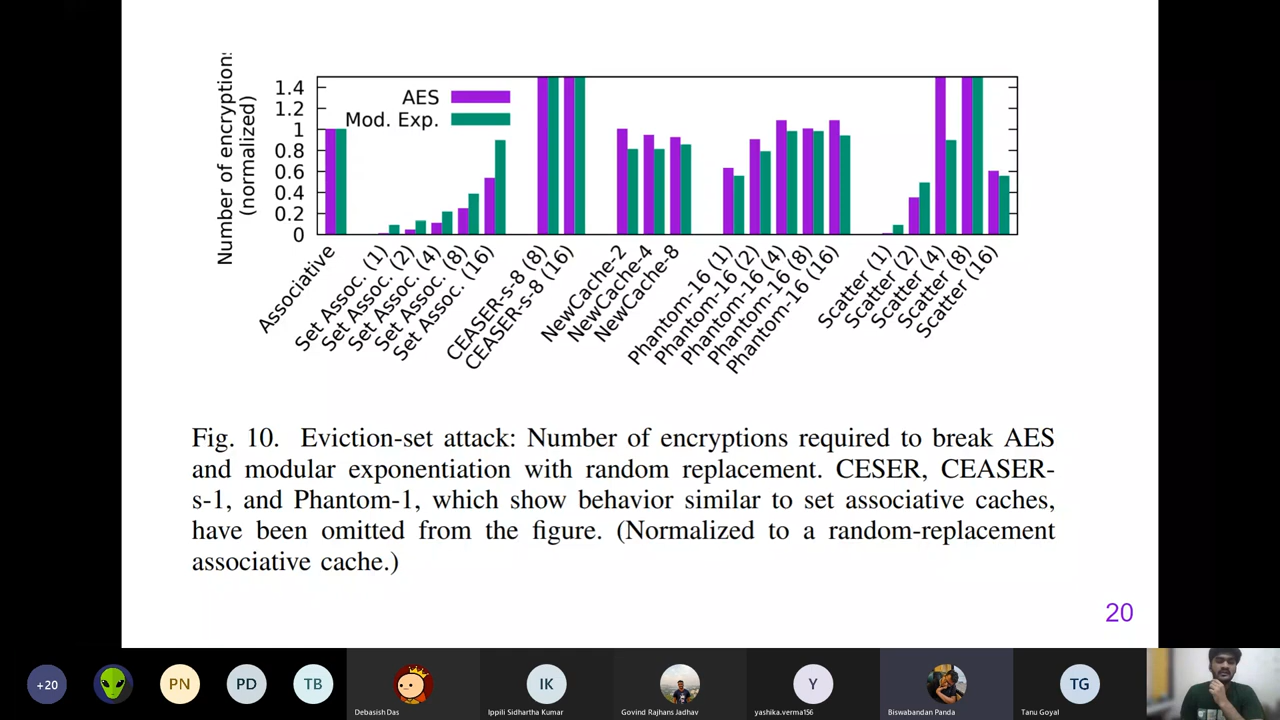 Number of encryptions
(normalized)
1.4
1.2
1
0.8
0.6
0.4
0.2
0
AES
Mod. Exp.
Associative
Set Assoc. (1)
Set Assoc. (2)
Set Assoc. (4)
Set Assoc. (8)
Set Assoc. (16)
CEASER-s-8 (8)
CEASER-s-8 (16)
NewCache-2
NewCache-4
NewCache-8
Phantom-16 (1)
Phantom-16 (2)
Phantom-16 (4)
Phantom-16 (8)
Phantom-16 (16)
Scatter (1)
Scatter (2)
Scatter (4)
Scatter (8)
Scatter (16)
Fig. 10. Eviction-set attack: Number of encryptions required to break AES
and modular exponentiation with random replacement. CESER, CEASER-
s-1, and Phantom-1, which show behavior similar to set associative caches,
have been omitted from the figure. (Normalized to a random-replacement
associative cache.)
20
+20
PN
PD
TB
Debasish Das
IK
Ippili Sidhartha Kumar
Govind Rajhans Jadhav
Y
yashika.verma156
Biswabandan Panda
TG
Tanu Goyal